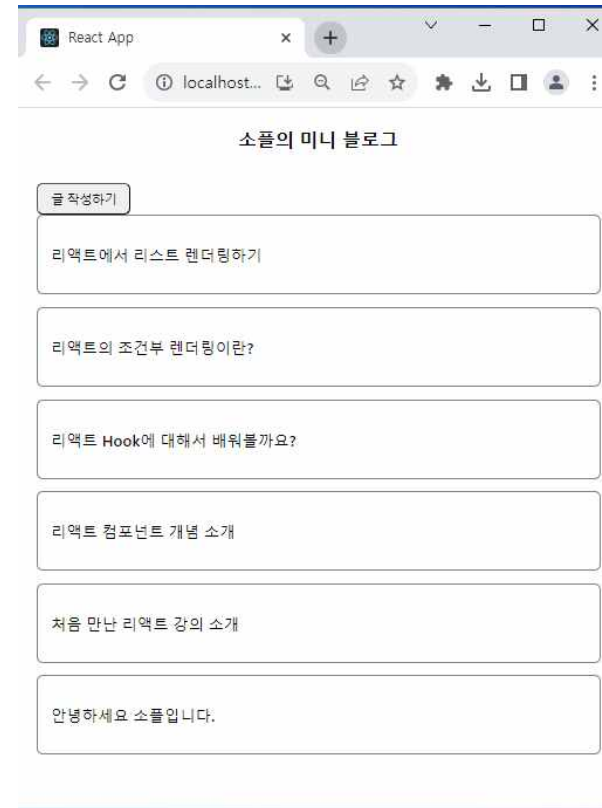 React App
localhost...
소플의 미니 블로그
글 작성하기
리액트에서 리스트 렌더링하기
리액트의 조건부 렌더링이란?
리액트 Hook에 대해서 배워볼까요?
리액트 컴포넌트 개념 소개
처음 만난 리액트 강의 소개
안녕하세요 소플입니다.